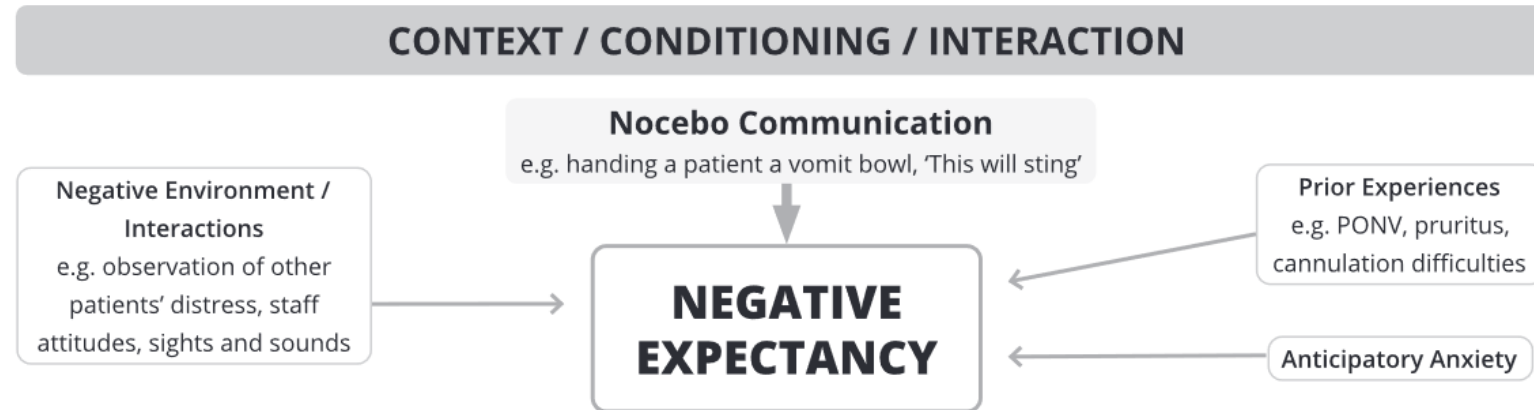 CONTEXT / CONDITIONING / INTERACTION
Nocebo Communication
e.g. handing a patient a vomit bowl, ‘This will sting’
Negative Environment /
Interactions
e.g. observation of other
patients’ distress, staff
attitudes, sights and sounds
NEGATIVE
EXPECTANCY
Prior Experiences
e.g. PONV, pruritus,
cannulation difficulties
Anticipatory Anxiety